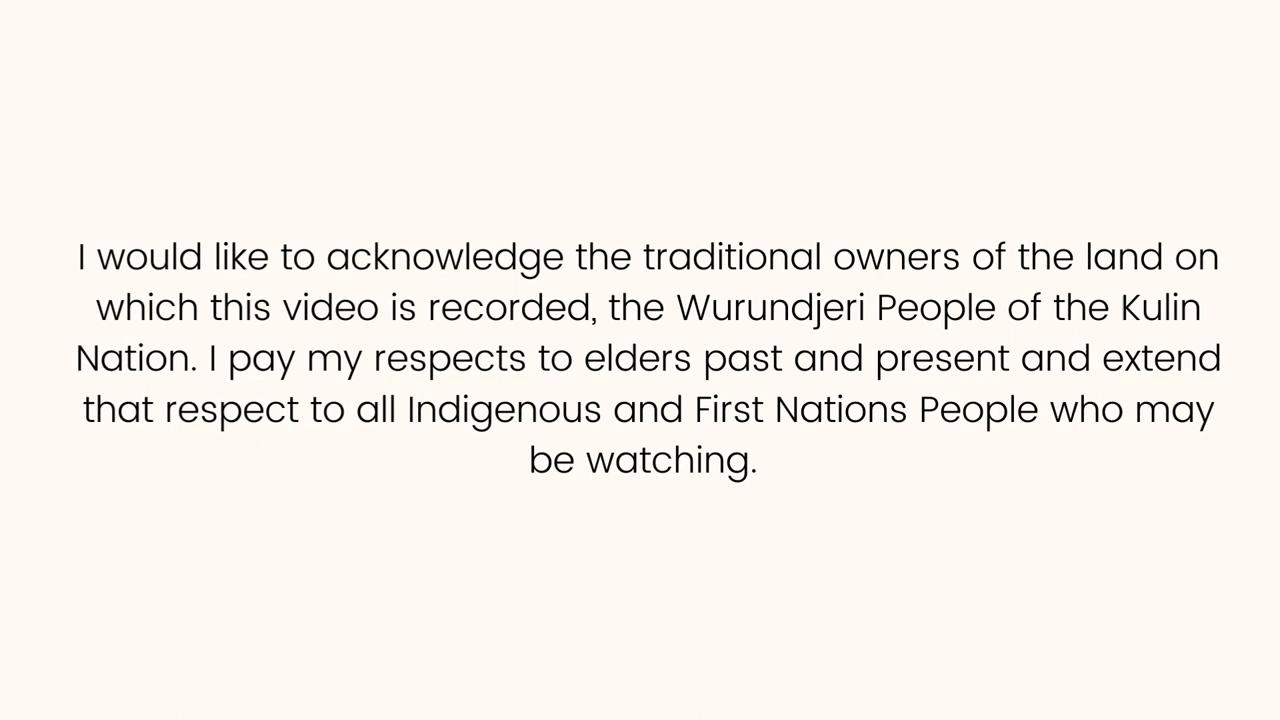 I would like to acknowledge the traditional owners of the land on
which this video is recorded, the Wurundjeri People of the Kulin
Nation. I pay my respects to elders past and present and extend
that respect to all Indigenous and First Nations People who may
be watching.